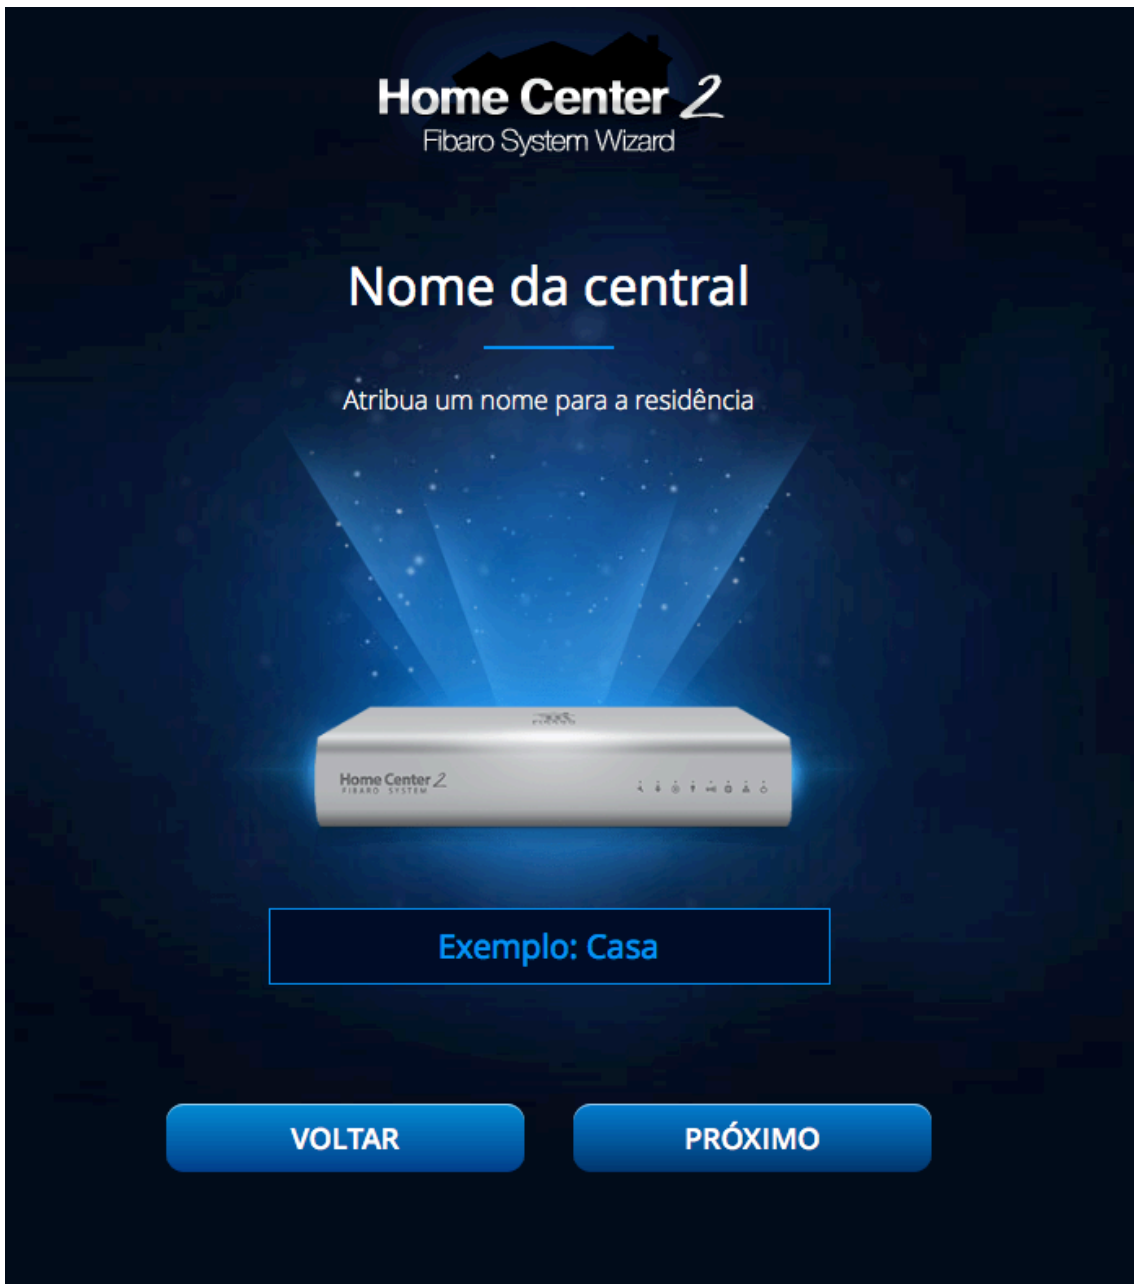 Home Center 2
Fibaro System Wizard
Nome da central
Atribua um nome para a residência
FIBARO
Home Center 2
FIBARO SYSTEM
Exemplo: Casa
VOLTAR
PRÓXIMO